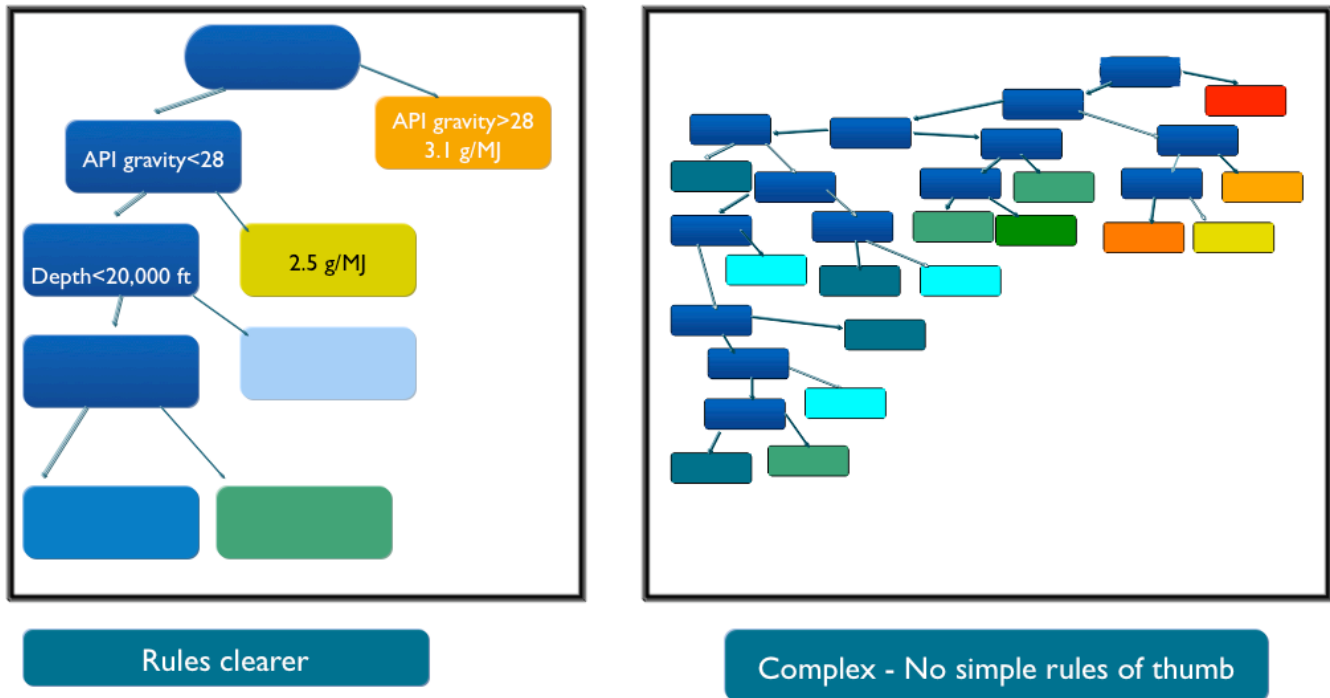 API gravity>28
3.1 g/MJ
API gravity<28
2.5 g/MJ
Depth<20,000 ft
Rules clearer
Complex - No simple rules of thumb